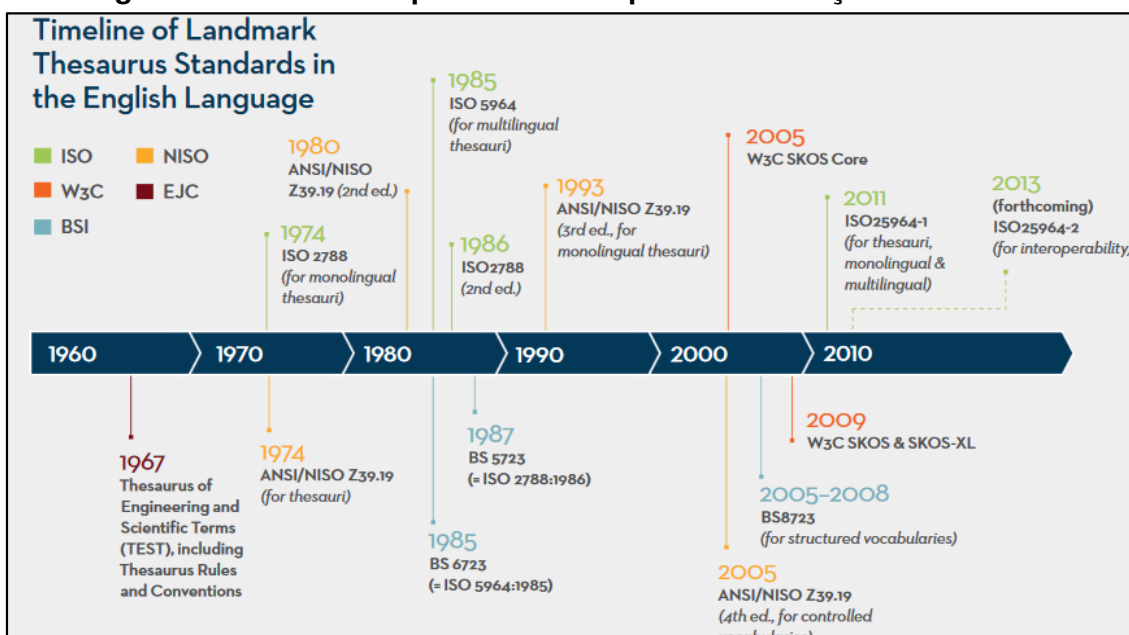 Timeline of Landmark
Thesaurus Standards in
the English Language
ISO
NISO
W3C
EJC
BSI
1974
ISO 2788
(for monolingual
thesauri)
1980
ANSI/NISO
Z39.19 (2nd ed.)
1985
ISO 5964
(for multilingual
thesauri)
1986
ISO2788
(2nd ed.)
1993
ANSI/NISO Z39.19
(3rd ed., for
monolingual thesauri)
2005
W3C SKOS Core
2011
ISO25964-1
(for thesauri,
monolingual &
multilingual)
2013
(forthcoming)
ISO25964-2
(for interoperability)
1960
1970
1980
1990
2000
2010
1967
Thesaurus of
Engineering and
Scientific Terms
(TEST), including
Thesaurus Rules
and Conventions
1974
ANSI/NISO Z39.19
(for thesauri)
1985
BS 6723
(= ISO 5964:1985)
1987
BS 5723
(= ISO 2788:1986)
2005
ANSI/NISO Z39.19
(4th ed., for controlled
2005–2008
BS8723
(for structured vocabularies)
2009
W3C SKOS & SKOS-XL